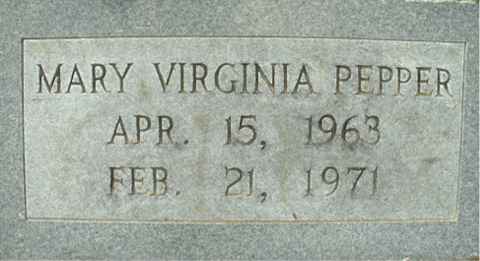 MARY VIRGINIA PEPPER
APR. 15, 1963
FEB. 21, 1971